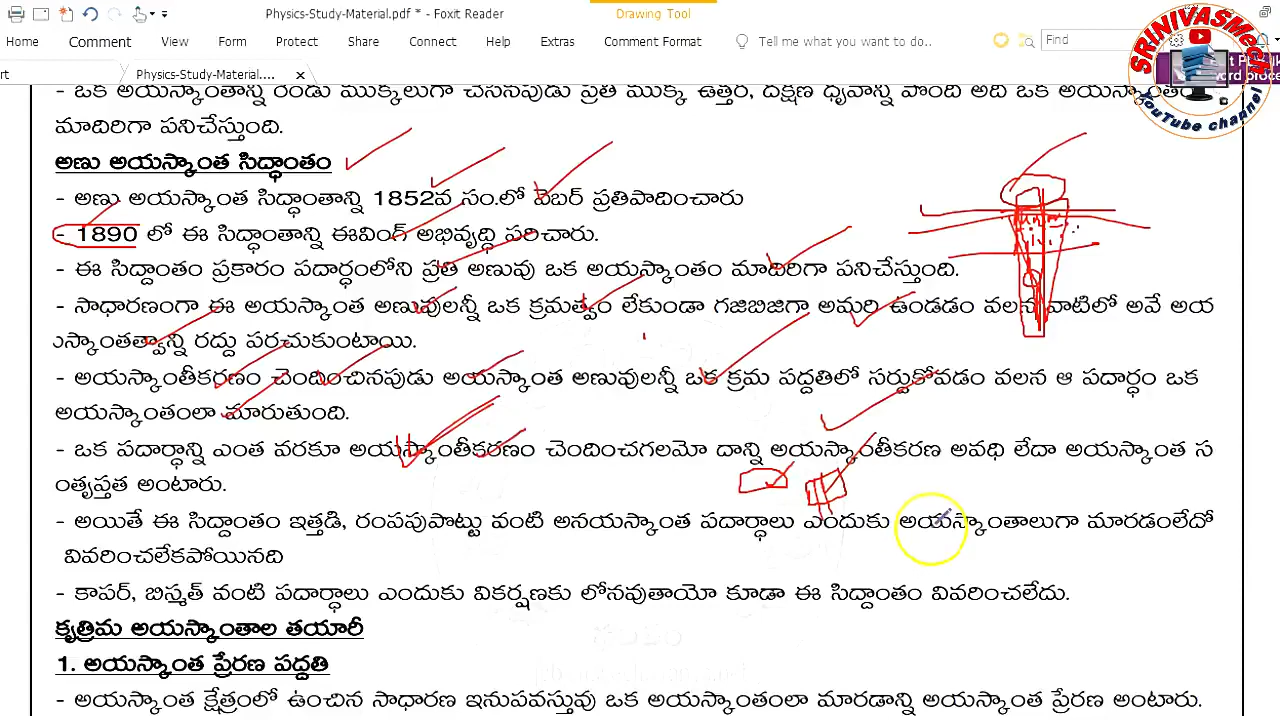 Physics-Study-Material.pdf * - Foxit Reader
Drawing Tool
Home Comment View Form Protect Share Connect Help Extras Comment Format Tell me what you want to do.. Find
rt Physics-Study-Material....
SRINIVASMech
YouTube channel
- ఒక అయస్కాంతాన్ని రెండు ముక్కలుగా చేసినపుడు ప్రతి ముక్క ఉత్తర, దక్షిణ ధృవాన్ని పొంది అది ఒక అయస్కాంతం
మాదిరిగా పనిచేస్తుంది.
అణు అయస్కాంత సిద్ధాంతం
- అణు అయస్కాంత సిద్ధాంతాన్ని 1852వ సం.లో వెబర్ ప్రతిపాదించారు
- 1890 లో ఈ సిద్ధాంతాన్ని ఈవింగ్ అభివృద్ధి పరిచారు.
- ఈ సిద్దాంతం ప్రకారం పదార్థంలోని ప్రతి అణువు ఒక అయస్కాంతం మాదిరిగా పనిచేస్తుంది.
- సాధారణంగా ఈ అయస్కాంత అణువులన్నీ ఒక క్రమత్వం లేకుండా గజిబిజిగా అమరి ఉండడం వలన వాటిలో అవే అయ
స్కాంతత్వాన్ని రద్దు పరచుకుంటాయి.
- అయస్కాంతీకరణం చెందించినపుడు అయస్కాంత అణువులన్నీ ఒక క్రమ పద్దతిలో సర్దుకోవడం వలన ఆ పదార్థం ఒక
అయస్కాంతంలా మారుతుంది.
- ఒక పదార్థాన్ని ఎంత వరకూ అయస్కాంతీకరణం చెందించగలమో దాన్ని అయస్కాంతీకరణ అవధి లేదా అయస్కాంత స
ంతృప్తత అంటారు.
- అయితే ఈ సిద్దాంతం ఇత్తడి, రంపపుపొట్టు వంటి అనయస్కాంత పదార్థాలు ఎందుకు అయస్కాంతాలుగా మారడంలేదో
వివరించలేకపోయినది
- కాపర్, బిస్మత్ వంటి పదార్థాలు ఎందుకు వికర్షణకు లోనవుతాయో కూడా ఈ సిద్దాంతం వివరించలేదు.
కృత్రిమ అయస్కాంతాల తయారీ
1. అయస్కాంత ప్రేరణ పద్దతి
- అయస్కాంత క్షేత్రంలో ఉంచిన సాధారణ ఇనుపవస్తువు ఒక అయస్కాంతంలా మారడాన్ని అయస్కాంత ప్రేరణ అంటారు.